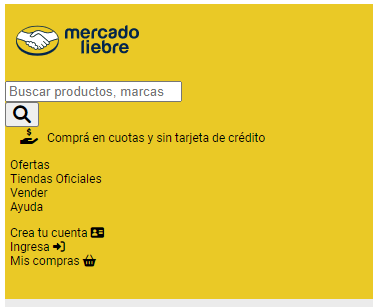 mercado
liebre
Buscar productos, marcas
Comprá en cuotas y sin tarjeta de crédito
Ofertas
Tiendas Oficiales
Vender
Ayuda
Crea tu cuenta
Ingresa
Mis compras